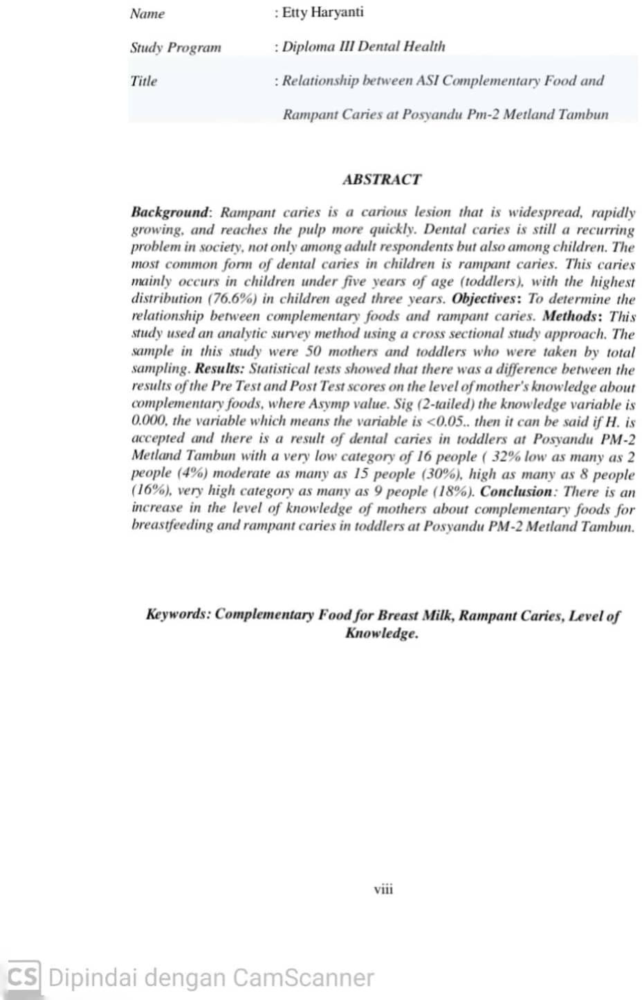 Name : Etty Haryanti
Study Program : Diploma III Dental Health
Title : Relationship between ASI Complementary Food and
Rampant Caries at Posyandu Pm-2 Metland Tambun
ABSTRACT
Background: Rampant caries is a carious lesion that is widespread, rapidly
growing, and reaches the pulp more quickly. Dental caries is still a recurring
problem in society, not only among adult respondents but also among children. The
most common form of dental caries in children is rampant caries. This caries
mainly occurs in children under five years of age (toddlers), with the highest
distribution (76.6%) in children aged three years. Objectives: To determine the
relationship between complementary foods and rampant caries. Methods: This
study used an analytic survey method using a cross sectional study approach. The
sample in this study were 50 mothers and toddlers who were taken by total
sampling. Results: Statistical tests showed that there was a difference between the
results of the Pre Test and Post Test scores on the level of mother's knowledge about
complementary foods, where Asymp value. Sig (2-tailed) the knowledge variable is
0.000, the variable which means the variable is <0.05.. then it can be said if H. is
accepted and there is a result of dental caries in toddlers at Posyandu PM-2
Metland Tambun with a very low category of 16 people ( 32% low as many as 2
people (4%) moderate as many as 15 people (30%), high as many as 8 people
(16%), very high category as many as 9 people (18%). Conclusion: There is an
increase in the level of knowledge of mothers about complementary foods for
breastfeeding and rampant caries in toddlers at Posyandu PM-2 Metland Tambun.
Keywords: Complementary Food for Breast Milk, Rampant Caries, Level of
Knowledge.
viii
CS Dipindai dengan CamScanner